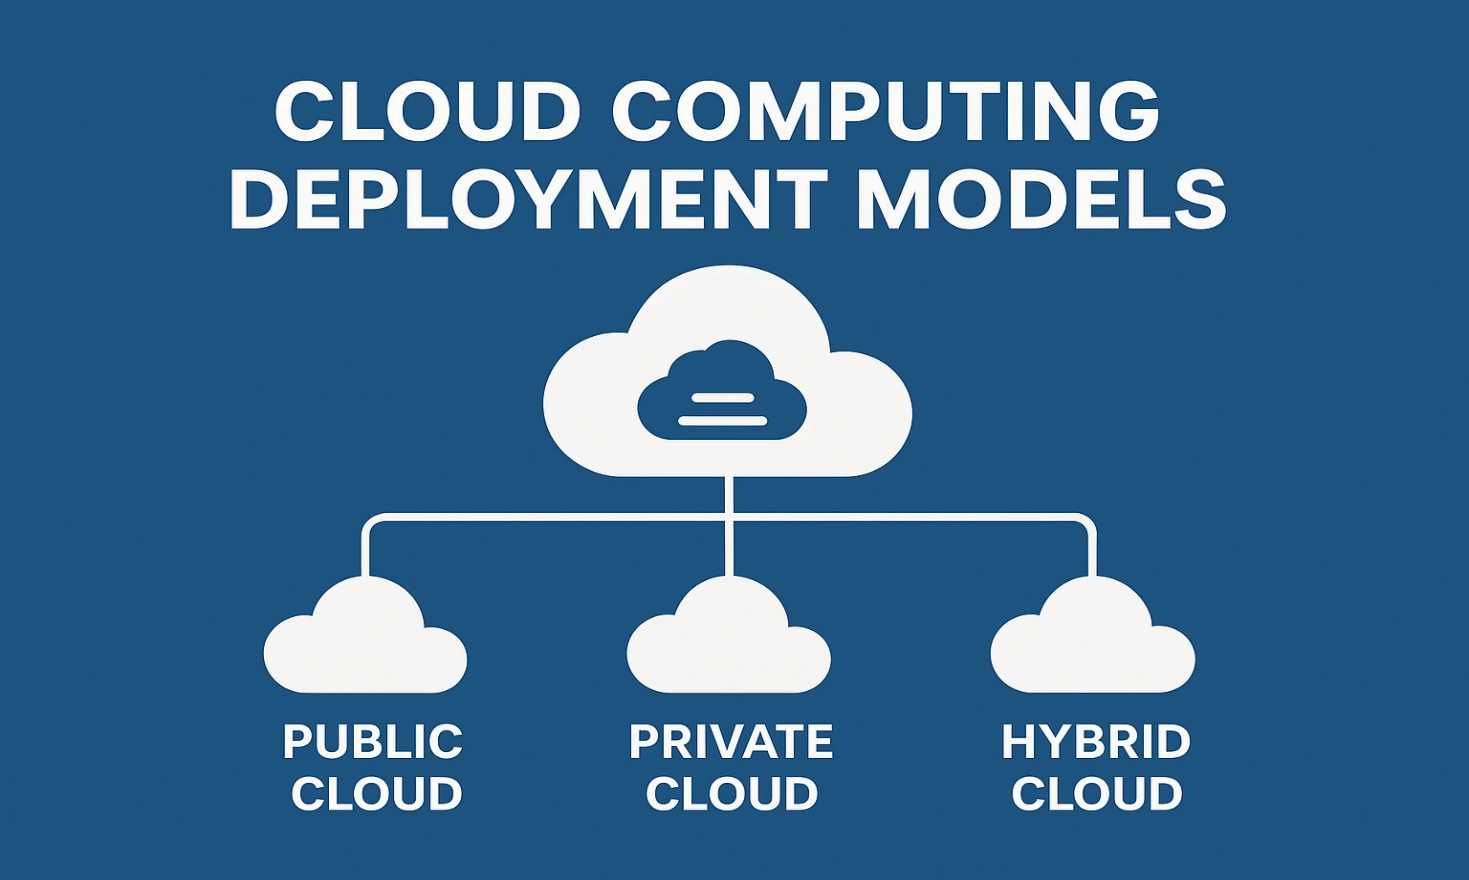 CLOUD COMPUTING
DEPLOYMENT MODELS
PUBLIC
CLOUD
PRIVATE
CLOUD
HYBRID
CLOUD